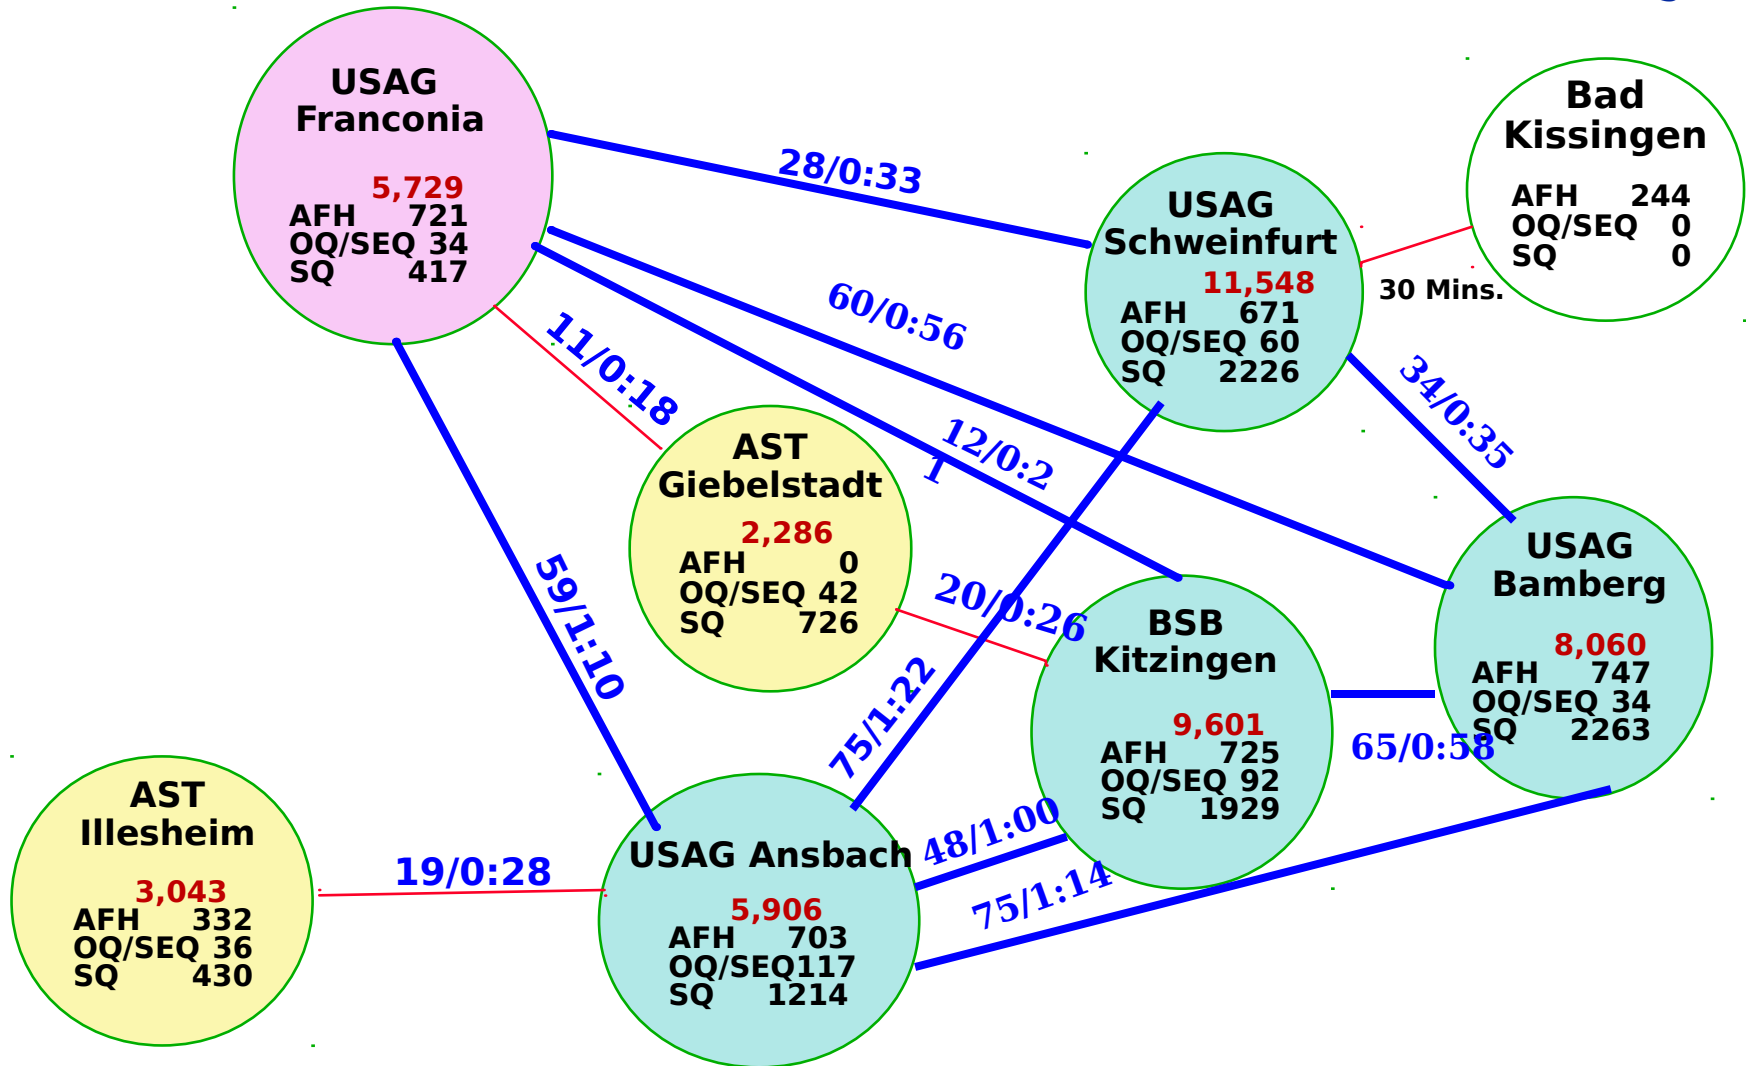 USAG
Franconia
5,729
AFH 721
OQ/SEQ 34
SQ 417
28/0:33
USAG
Schweinfurt
11,548
AFH 671
OQ/SEQ 60
SQ 2226
Bad
Kissingen
AFH 244
OQ/SEQ 0
SQ 0
30 Mins.
60/0:56
11/0:18
34/0:35
12/0:2
1
AST
Giebelstadt
2,286
AFH 0
OQ/SEQ 42
SQ 726
59/1:10
20/0:26
75/1:22
BSB
Kitzingen
9,601
AFH 725
OQ/SEQ 92
SQ 1929
USAG
Bamberg
8,060
AFH 747
OQ/SEQ 34
SQ 2263
65/0:58
AST
Illesheim
3,043
AFH 332
OQ/SEQ 36
SQ 430
19/0:28
USAG Ansbach
5,906
AFH 703
OQ/SEQ117
SQ 1214
48/1:00
75/1:14